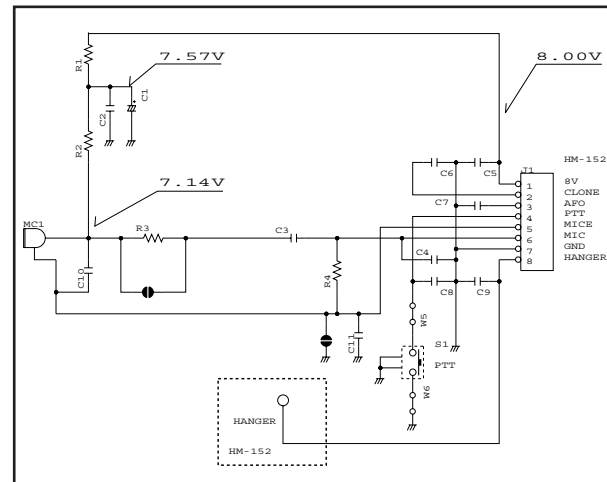 7.57V
8.00V
R1
C2
C1
R2
7.14V
MC1
R3
C3
C10
R4
C11
C6
C5
C7
C4
C8
C9
HM-152
J1
1 8V
2 CLONE
3 AFO
4 PTT
5 MICE
6 MIC
7 GND
8 HANGER
W5
S1
PTT
W6
HANGER
HM-152